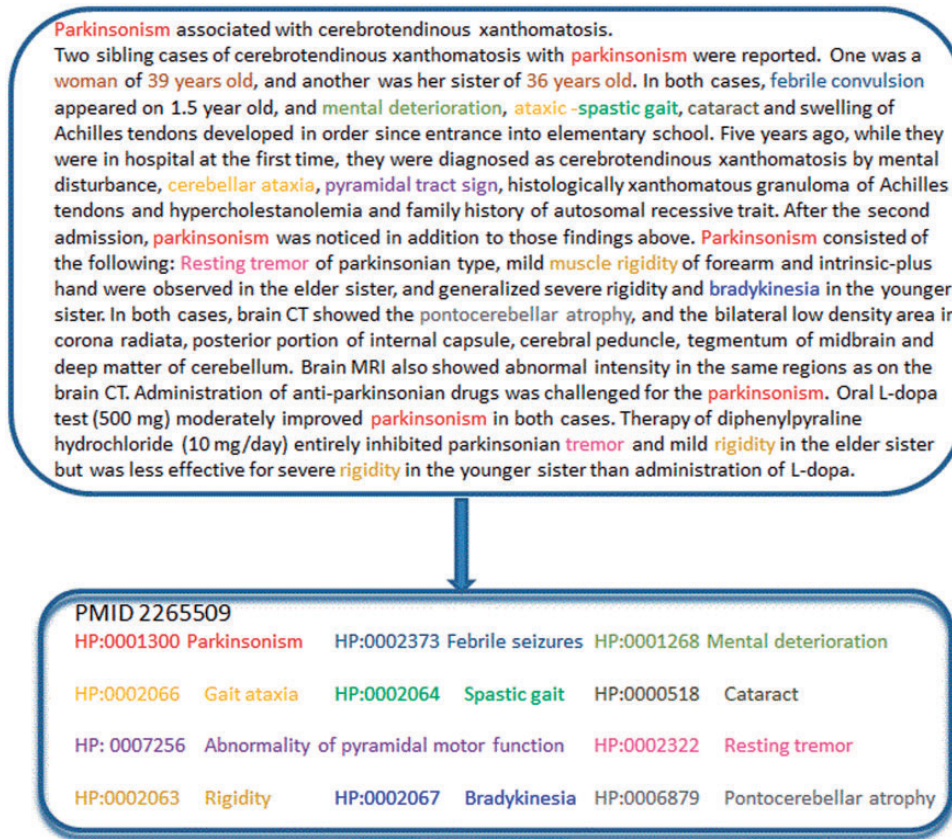 Parkinsonism associated with cerebrotendinous xanthomatosis.
Two sibling cases of cerebrotendinous xanthomatosis with parkinsonism were reported. One was a
woman of 39 years old, and another was her sister of 36 years old. In both cases, febrile convulsion
appeared on 1.5 year old, and mental deterioration, ataxic -spastic gait, cataract and swelling of
Achilles tendons developed in order since entrance into elementary school. Five years ago, while they
were in hospital at the first time, they were diagnosed as cerebrotendinous xanthomatosis by mental
disturbance, cerebellar ataxia, pyramidal tract sign, histologically xanthomatous granuloma of Achilles
tendons and hypercholestanolemia and family history of autosomal recessive trait. After the second
admission, parkinsonism was noticed in addition to those findings above. Parkinsonism consisted of
the following: Resting tremor of parkinsonian type, mild muscle rigidity of forearm and intrinsic-plus
hand were observed in the elder sister, and generalized severe rigidity and bradykinesia in the younger
sister. In both cases, brain CT showed the pontocerebellar atrophy, and the bilateral low density area in
corona radiata, posterior portion of internal capsule, cerebral peduncle, tegmentum of midbrain and
deep matter of cerebellum. Brain MRI also showed abnormal intensity in the same regions as on the
brain CT. Administration of anti-parkinsonian drugs was challenged for the parkinsonism. Oral L-dopa
test (500 mg) moderately improved parkinsonism in both cases. Therapy of diphenylpyraline
hydrochloride (10 mg/day) entirely inhibited parkinsonian tremor and mild rigidity in the elder sister
but was less effective for severe rigidity in the younger sister than administration of L-dopa.
PMID 2265509
HP:0001300 Parkinsonism HP:0002373 Febrile seizures HP:0001268 Mental deterioration
HP:0002066 Gait ataxia HP:0002064 Spastic gait HP:0000518 Cataract
HP: 0007256 Abnormality of pyramidal motor function HP:0002322 Resting tremor
HP:0002063 Rigidity HP:0002067 Bradykinesia HP:0006879 Pontocerebellar atrophy